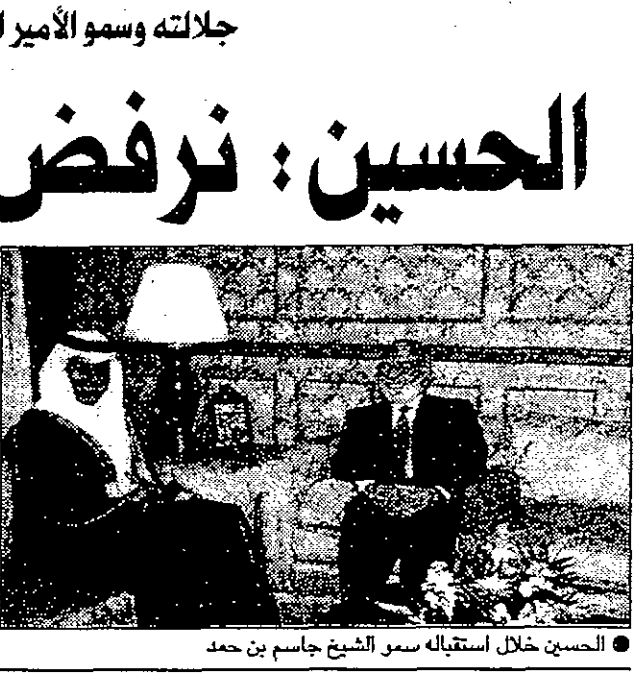 جلالته وسمو الأمير
الحسين : نرفض
● الحسين خلال استقباله سمو الشيخ جاسم بن حمد